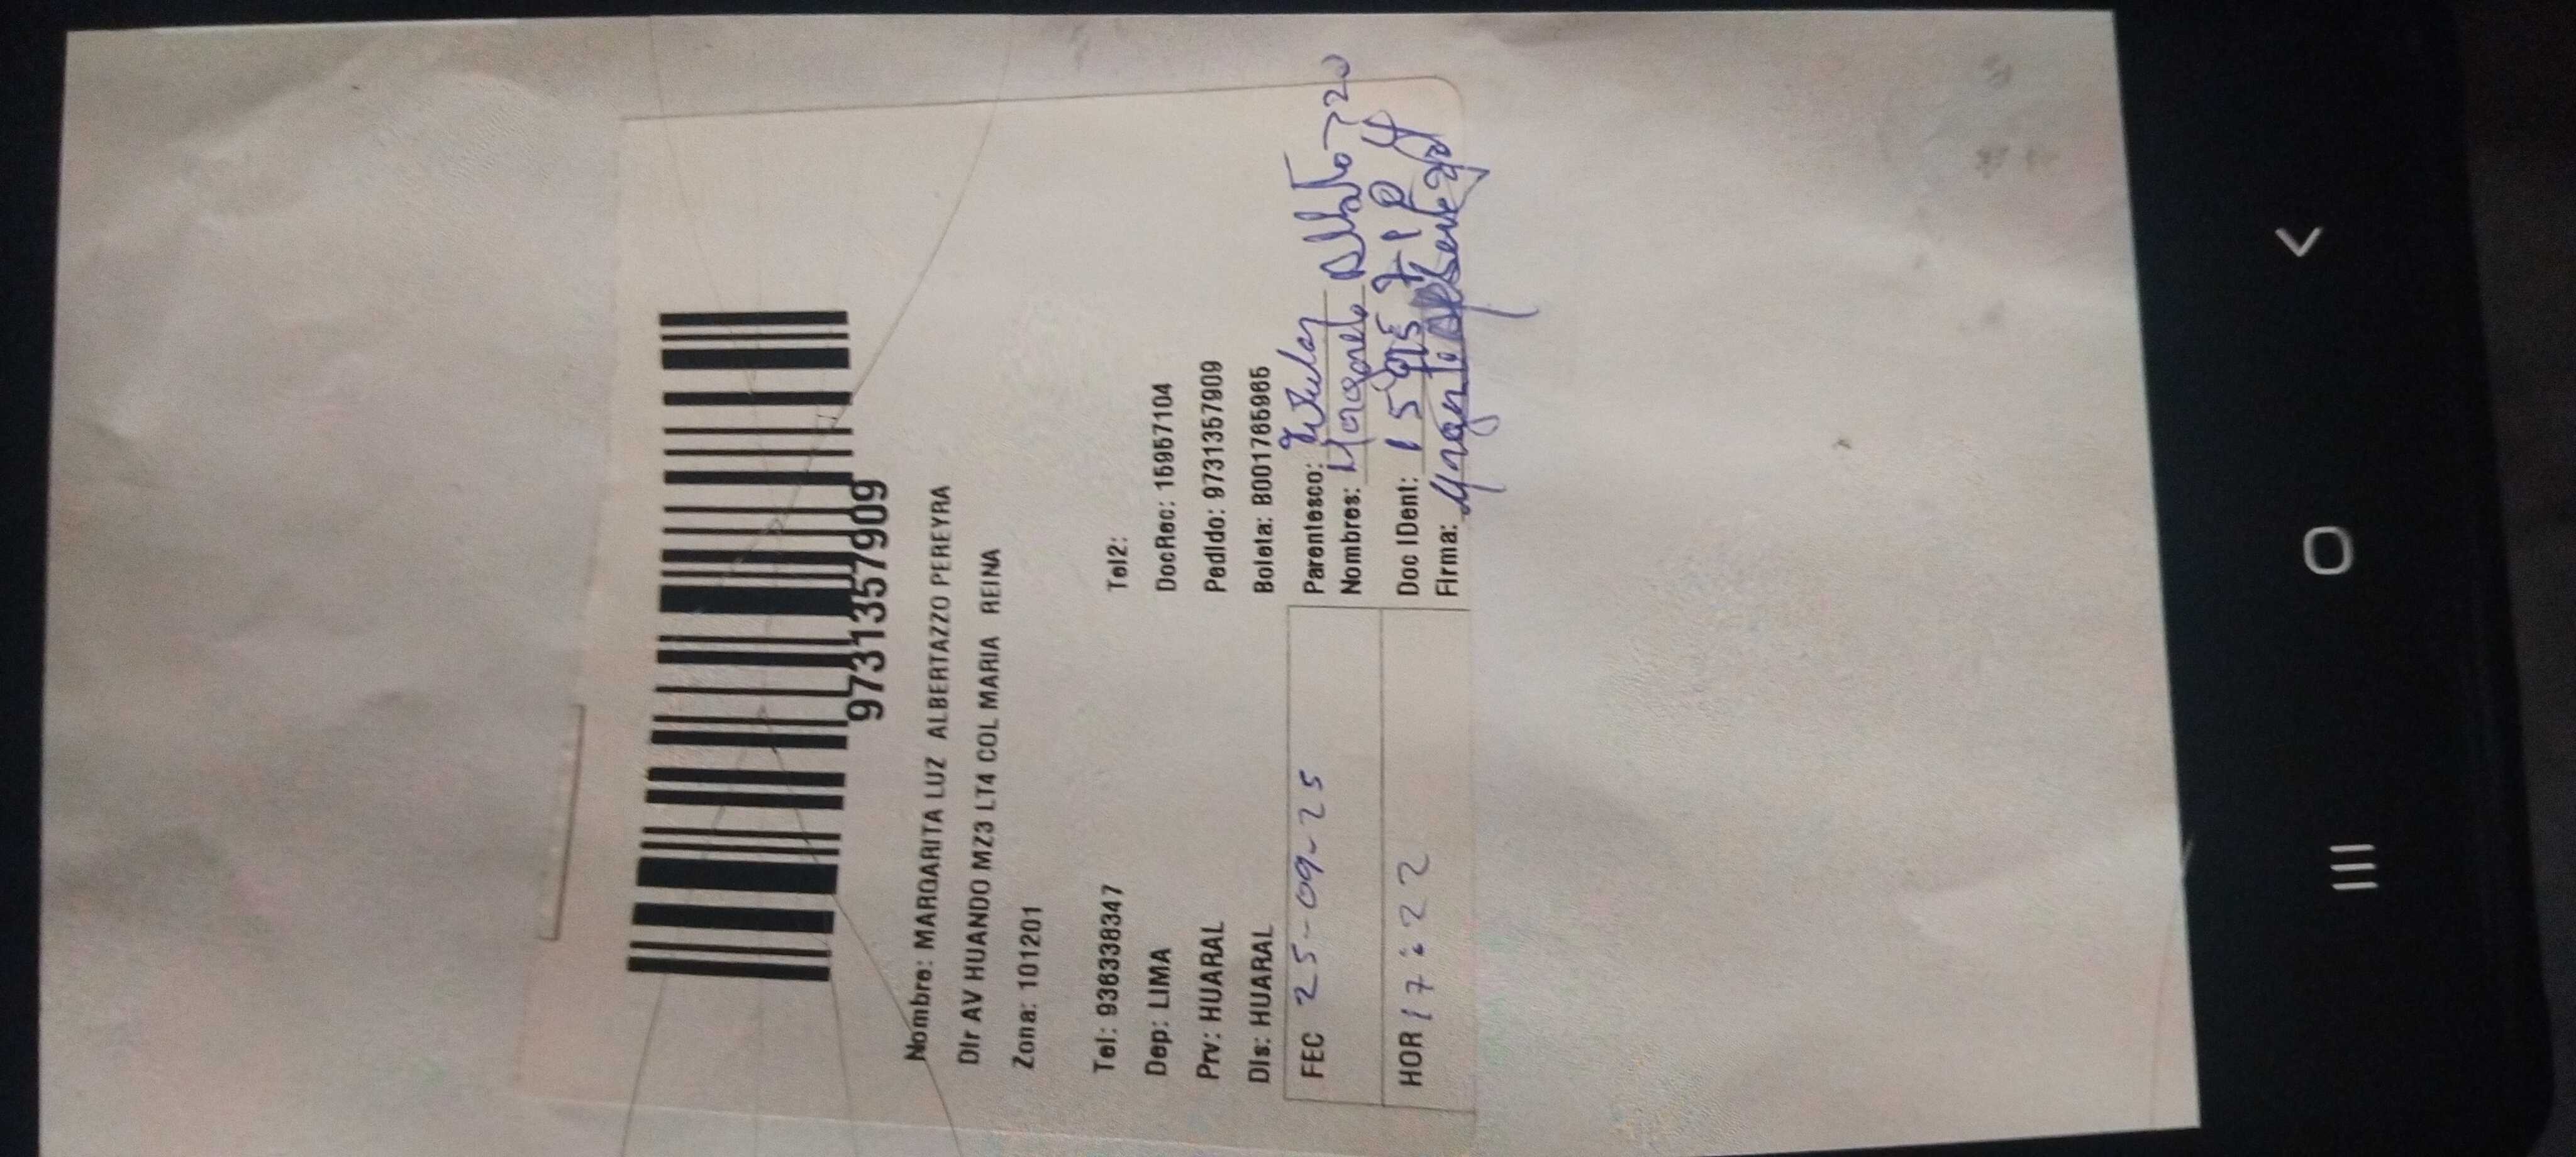 9731357909
Nombre: MARGARITA LUZ ALBERTAZZO PEREYRA
Dir AV HUANDO MZ3 LT4 COL MARIA REINA
Zona: 101201
Tel: 936338347 Tel2:
Dep: LIMA DocRec: 15957104
Prv: HUARAL Pedido: 9731357909
Dis: HUARAL Boleta: B001765965
FEC 25-09-25 Parentesco: Titular
Nombres: Margarita
HOR 17:22 Doc IDent:
Firma: